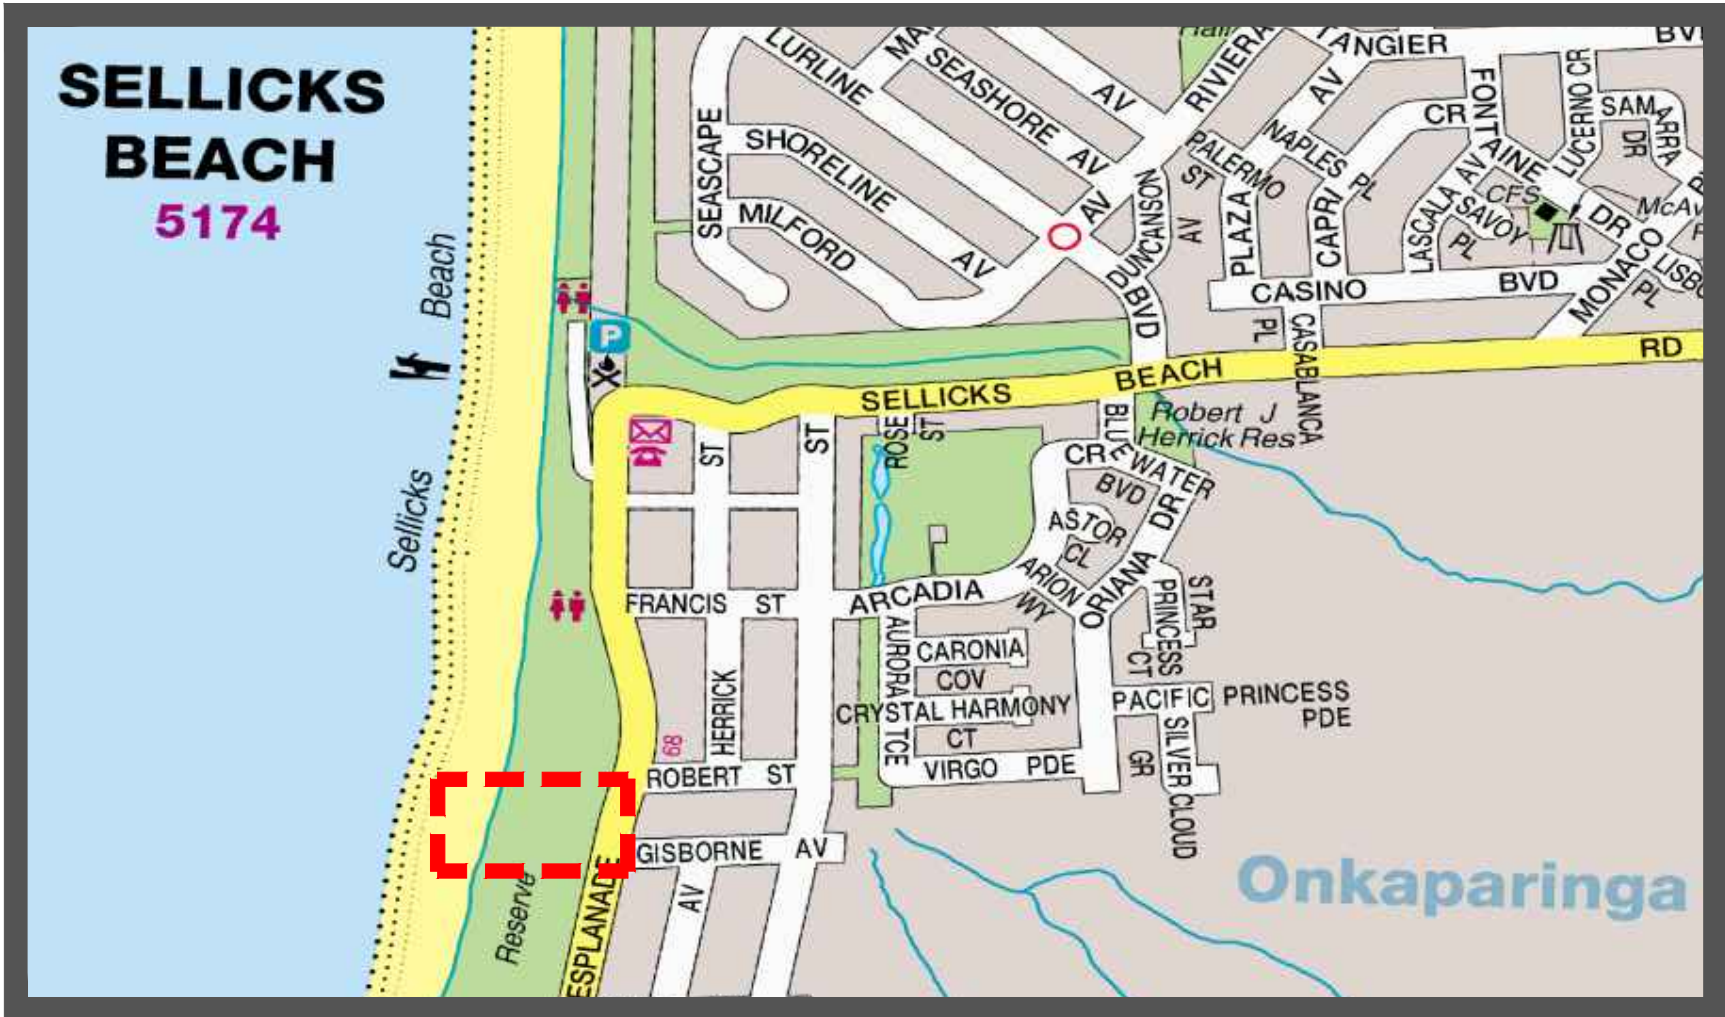 SELLICKS
BEACH
5174
Beach
Sellicks
LURLINE
SEASHORE AV
AV
RIVIERA
AV
TANGIER
AV
FONTAINE
DR
LUCERNO CR
SAMARRA
DR
CR
CAPRI
NAPLES PL
PALERMO
ST
PLAZA
AV
DUNCANSON
AV
SEASCAPE
SHORELINE
AV
MILFORD
LASCALA AV
SAVOY
PL
CFS
MONACO
PL
CASINO BVD
PL
CASABLANCA
BVD
P
SELLICKS BEACH RD
Robert J
Herrick Res
BLUE WATER
BVD
CR
ROSE
ST
ST
ST
ASTOR
CL
ARION
WY
ORIANA DR
FRANCIS ST
ARCADIA
STAR
PRINCESS
CT
AURORA TCE
CARONIA
COV
CRYSTAL HARMONY
CT
PACIFIC PRINCESS
PDE
HERRICK
68
SILVER CLOUD
GR
ROBERT ST
VIRGO PDE
GISBORNE AV
AV
Reserve
ESPLANADE
Onkaparinga